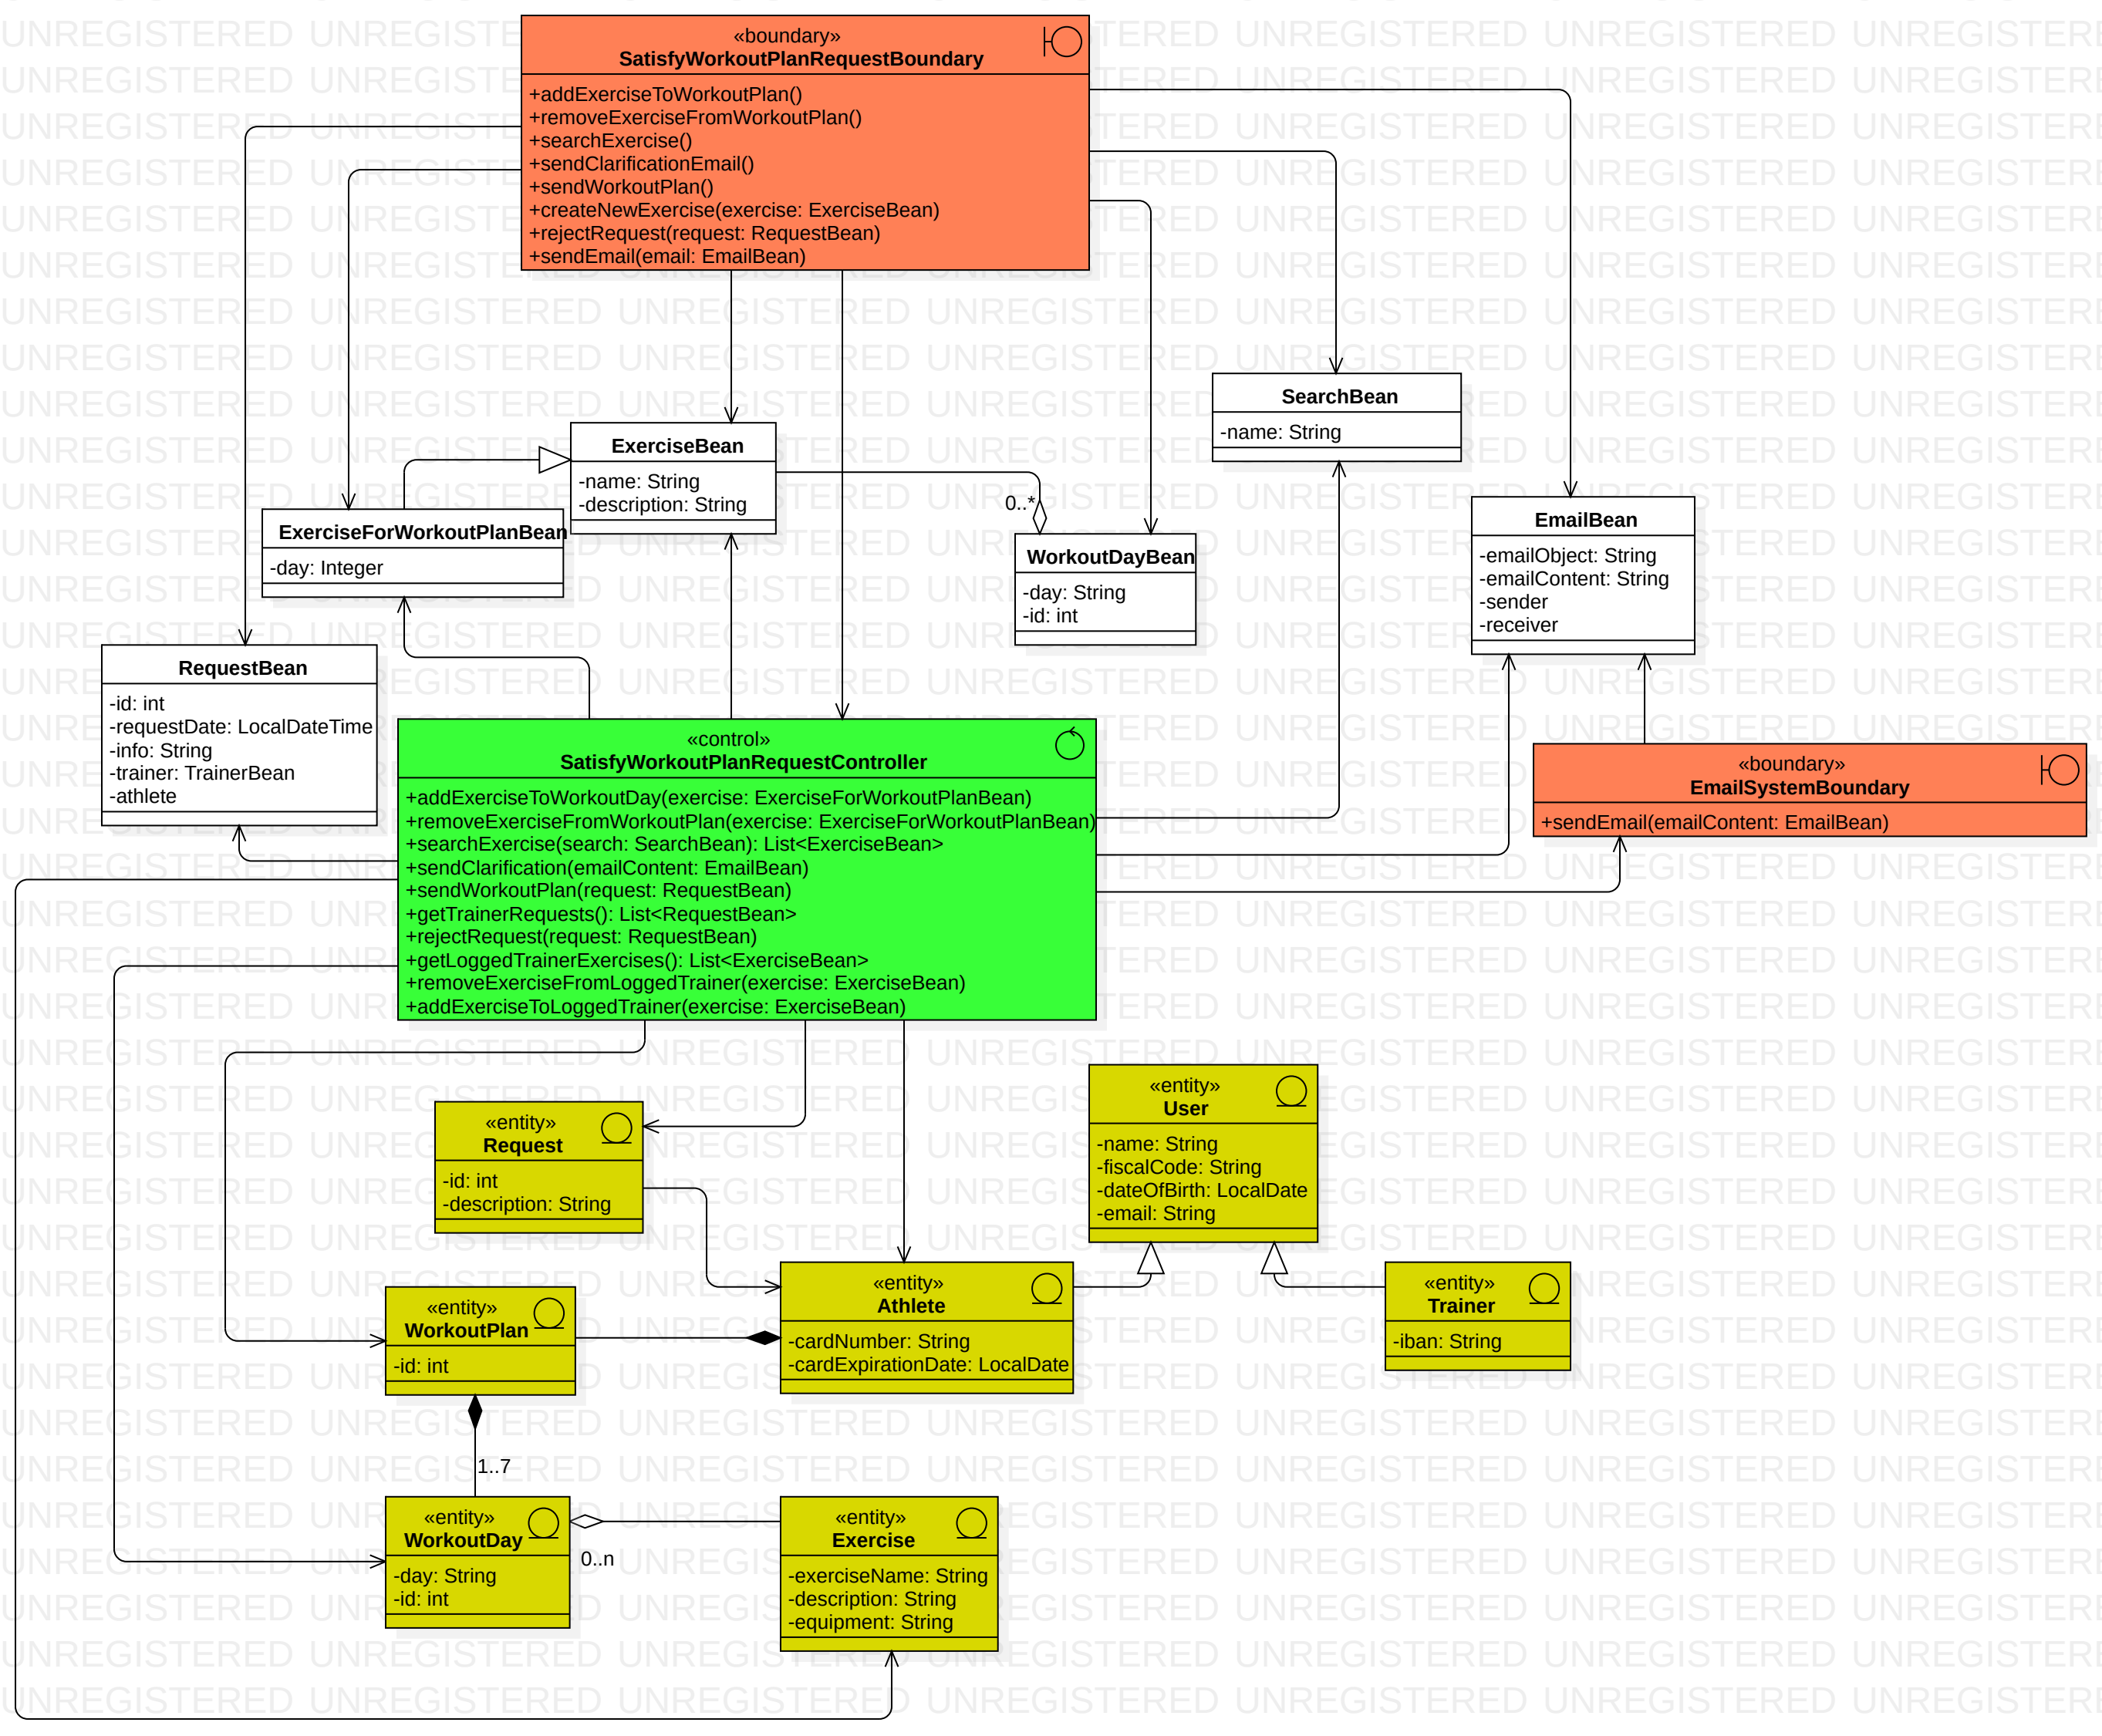 «boundary»
SatisfyWorkoutPlanRequestBoundary
+addExerciseToWorkoutPlan()
+removeExerciseFromWorkoutPlan()
+searchExercise()
+sendClarificationEmail()
+sendWorkoutPlan()
+createNewExercise(exercise: ExerciseBean)
+rejectRequest(request: RequestBean)
+sendEmail(email: EmailBean)
SearchBean
-name: String
ExerciseBean
-name: String
-description: String
0..*
ExerciseForWorkoutPlanBean
-day: Integer
WorkoutDayBean
-day: String
-id: int
EmailBean
-emailObject: String
-emailContent: String
-sender
-receiver
RequestBean
-id: int
-requestDate: LocalDateTime
-info: String
-trainer: TrainerBean
-athlete
«control»
SatisfyWorkoutPlanRequestController
+addExerciseToWorkoutDay(exercise: ExerciseForWorkoutPlanBean)
+removeExerciseFromWorkoutPlan(exercise: ExerciseForWorkoutPlanBean)
+searchExercise(search: SearchBean): List<ExerciseBean>
+sendClarification(emailContent: EmailBean)
+sendWorkoutPlan(request: RequestBean)
+getTrainerRequests(): List<RequestBean>
+rejectRequest(request: RequestBean)
+getLoggedTrainerExercises(): List<ExerciseBean>
+removeExerciseFromLoggedTrainer(exercise: ExerciseBean)
+addExerciseToLoggedTrainer(exercise: ExerciseBean)
«boundary»
EmailSystemBoundary
+sendEmail(emailContent: EmailBean)
«entity»
User
-name: String
-fiscalCode: String
-dateOfBirth: LocalDate
-email: String
«entity»
Request
-id: int
-description: String
«entity»
Athlete
-cardNumber: String
-cardExpirationDate: LocalDate
«entity»
Trainer
-iban: String
«entity»
WorkoutPlan
-id: int
1..7
«entity»
WorkoutDay
-day: String
-id: int
0..n
«entity»
Exercise
-exerciseName: String
-description: String
-equipment: String
UNREGISTERED UNREGISTERED UNREGISTERED UNREGISTERED UNREGISTERED UNREGISTERED